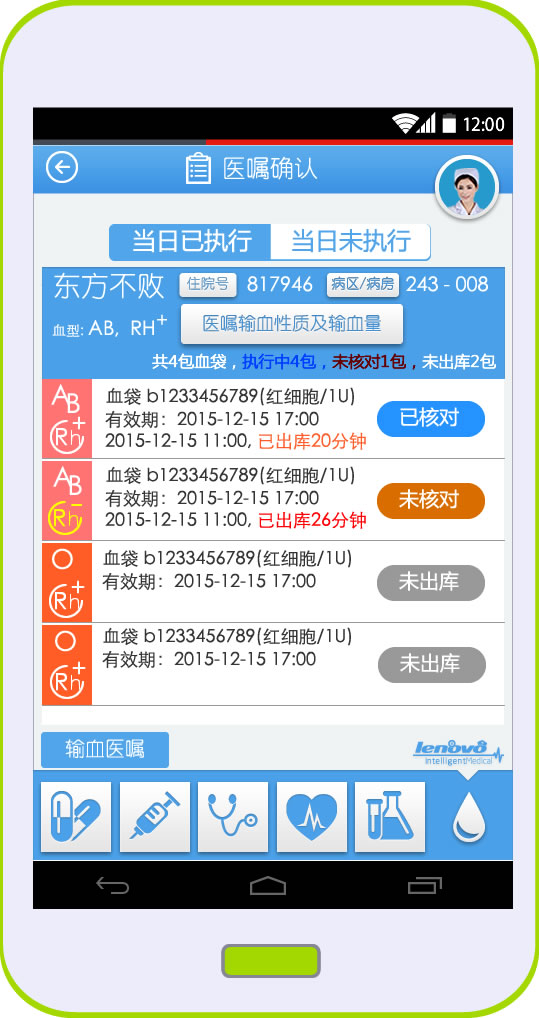 12:00
医嘱确认
当日已执行 当日未执行
东方不败 住院号 817946 病区/病房 243 - 008
血型: AB, RH+ 医嘱输血性质及输血量
共4包血袋，执行中4包，未核对1包，未出库2包
AB Rh+
血袋 b1233456789(红细胞/1U)
有效期：2015-12-15 17:00
2015-12-15 11:00, 已出库20分钟
已核对
AB Rh-
血袋 b1233456789(红细胞/1U)
有效期：2015-12-15 17:00
2015-12-15 11:00, 已出库26分钟
未核对
O Rh+
血袋 b1233456789(红细胞/1U)
有效期：2015-12-15 17:00
未出库
O Rh+
血袋 b1233456789(红细胞/1U)
有效期：2015-12-15 17:00
未出库
输血医嘱
lenovo
intelligentMedical